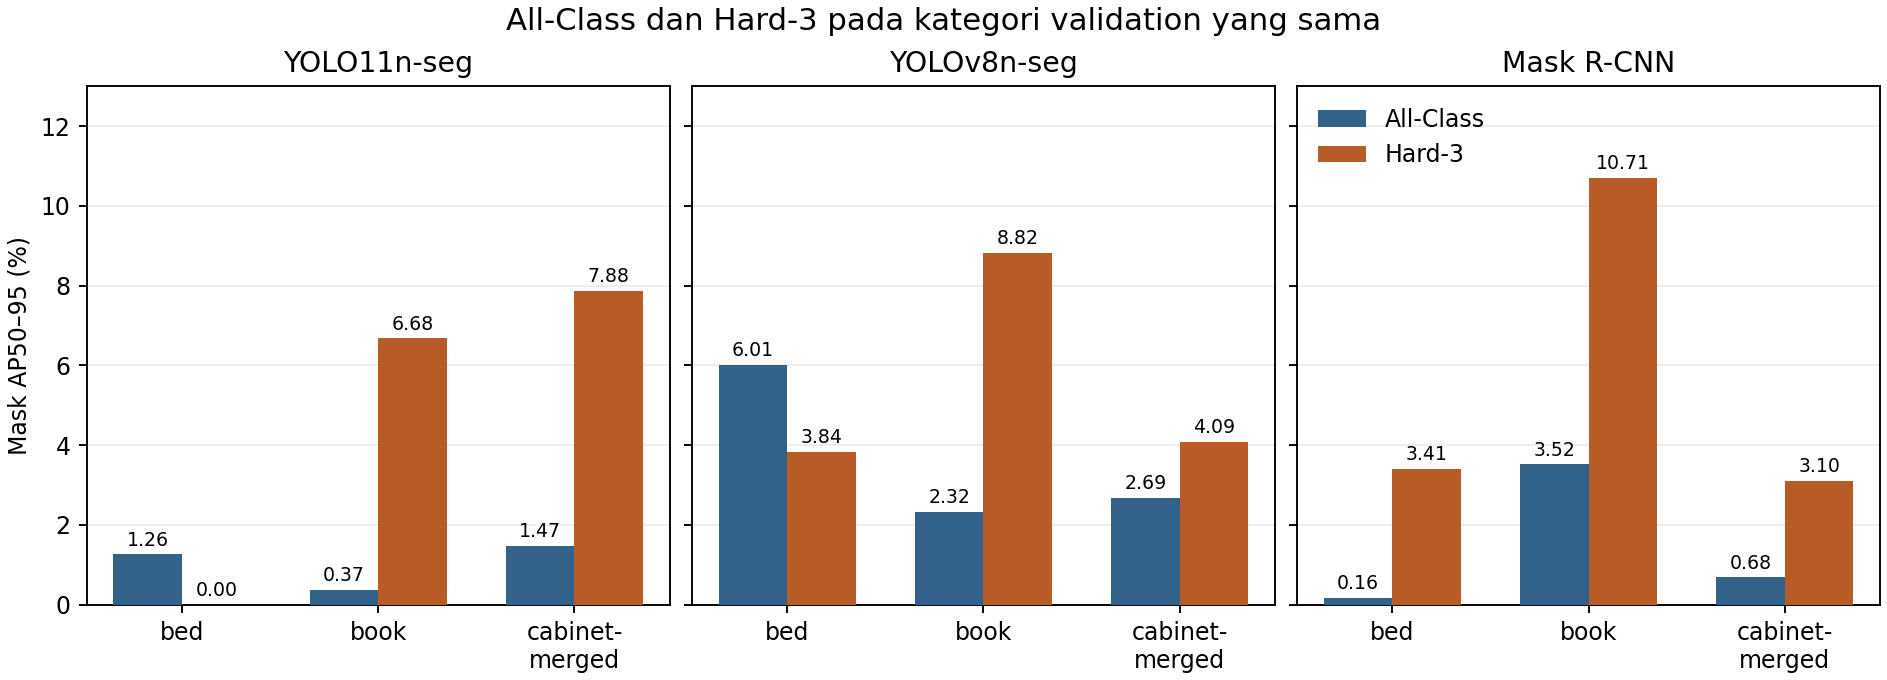 All-Class dan Hard-3 pada kategori validation yang sama
YOLO11n-seg
YOLOv8n-seg
Mask R-CNN
Mask AP50–95 (%)
12
10
8
6
4
2
0
1.26
0.00
0.37
6.68
1.47
7.88
bed
book
cabinet-
merged
6.01
3.84
2.32
8.82
2.69
4.09
bed
book
cabinet-
merged
All-Class
Hard-3
0.16
3.41
3.52
10.71
0.68
3.10
bed
book
cabinet-
merged